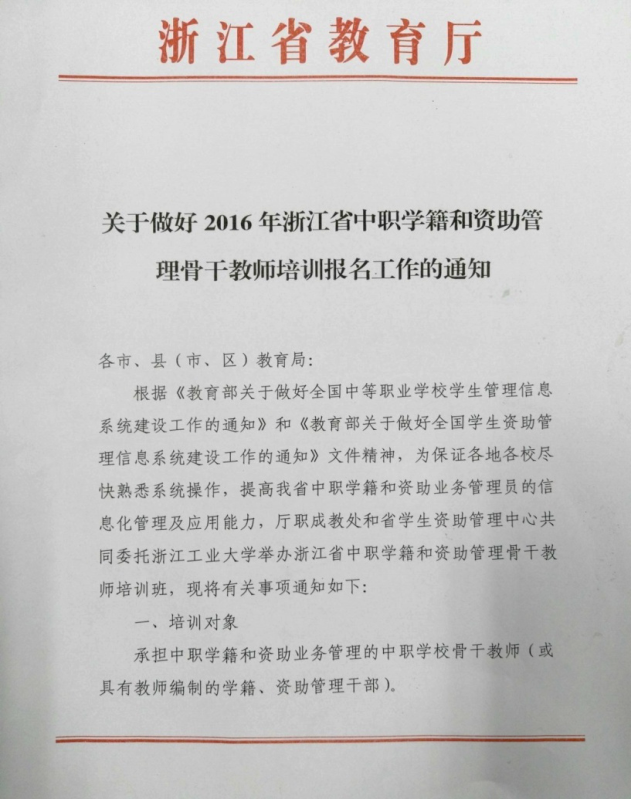 浙江省教育厅
关于做好 2016 年浙江省中职学籍和资助管
理骨干教师培训报名工作的通知
各市、县（市、区）教育局：
根据《教育部关于做好全国中等职业学校学生管理信息
系统建设工作的通知》和《教育部关于做好全国学生资助管
理信息系统建设工作的通知》文件精神，为保证各地各校尽
快熟悉系统操作，提高我省中职学籍和资助业务管理员的信
息化管理及应用能力，厅职成教处和省学生资助管理中心共
同委托浙江工业大学举办浙江省中职学籍和资助管理骨干教
师培训班，现将有关事项通知如下：
一、培训对象
承担中职学籍和资助业务管理的中职学校骨干教师（或
具有教师编制的学籍、资助管理干部）。